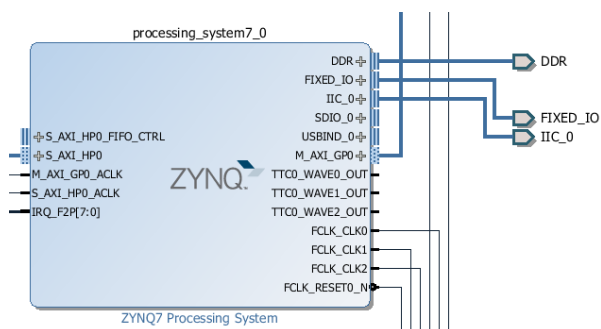 processing_system7_0
DDR
FIXED_IO
IIC_0
SDIO_0
USBIND_0
M_AXI_GP0
TTC0_WAVE0_OUT
TTC0_WAVE1_OUT
TTC0_WAVE2_OUT
FCLK_CLK0
FCLK_CLK1
FCLK_CLK2
FCLK_RESET0_N
S_AXI_HP0_FIFO_CTRL
S_AXI_HP0
M_AXI_GP0_ACLK
S_AXI_HP0_ACLK
IRQ_F2P[7:0]
ZYNQ
ZYNQ7 Processing System
DDR
FIXED_IO
IIC_0